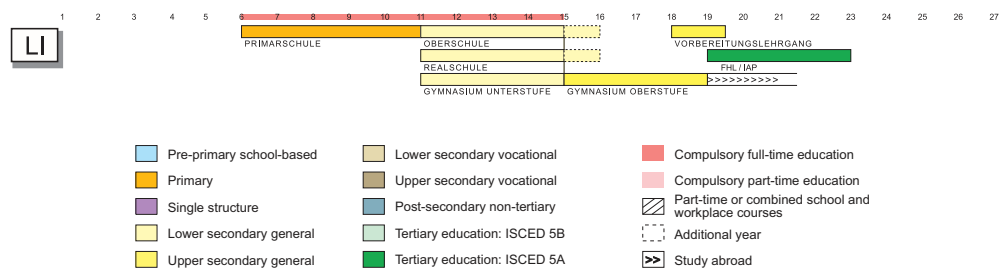 1 2 3 4 5 6 7 8 9 10 11 12 13 14 15 16 17 18 19 20 21 22 23 24 25 26 27
LI
PRIMARSCHULE OBERSCHULE VORBEREITUNGSLEHRGANG
REALSCHULE FHL / IAP
>>>>>>>>>>
GYMNASIUM UNTERSTUFE GYMNASIUM OBERSTUFE
Pre-primary school-based
Primary
Single structure
Lower secondary general
Upper secondary general
Lower secondary vocational
Upper secondary vocational
Post-secondary non-tertiary
Tertiary education: ISCED 5B
Tertiary education: ISCED 5A
Compulsory full-time education
Compulsory part-time education
Part-time or combined school and
workplace courses
Additional year
>> Study abroad